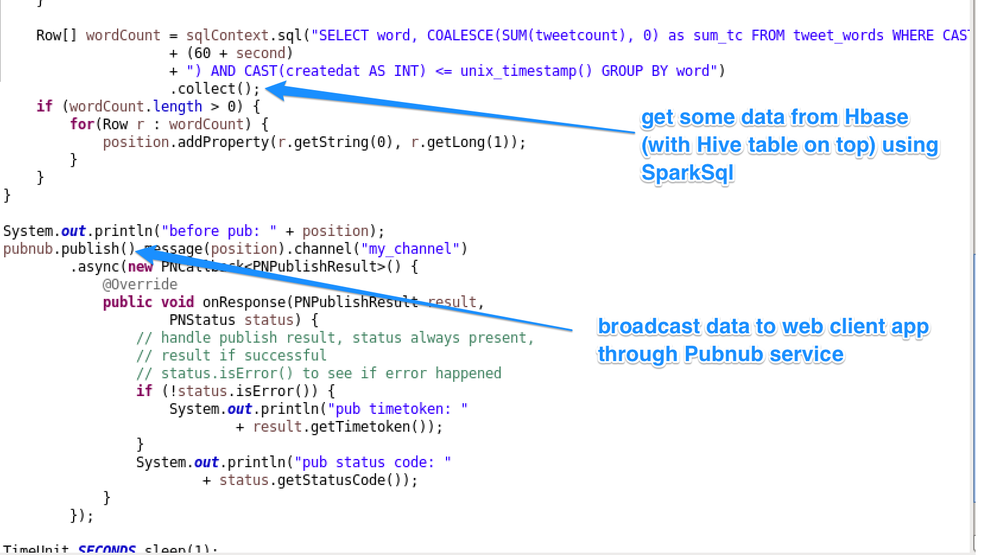 }
Row[] wordCount = sqlContext.sql("SELECT word, COALESCE(SUM(tweetcount), 0) as sum_tc FROM tweet_words WHERE CAST
+ (60 + second)
+ ") AND CAST(createdat AS INT) <= unix_timestamp() GROUP BY word")
.collect();
if (wordCount.length > 0) {
for(Row r : wordCount) {
position.addProperty(r.getString(0), r.getLong(1));
}
}
}
get some data from Hbase
(with Hive table on top) using
SparkSql
System.out.println("before pub: " + position);
pubnub.publish().message(position).channel("my_channel")
.async(new PNCallback<PNPublishResult>() {
@Override
public void onResponse(PNPublishResult result,
PNStatus status) {
// handle publish result, status always present,
// result if successful
// status.isError() to see if error happened
if (!status.isError()) {
System.out.println("pub timetoken: "
+ result.getTimetoken());
}
System.out.println("pub status code: "
+ status.getStatusCode());
}
});
broadcast data to web client app
through Pubnub service
TimeUnit.SECONDS.sleep(1);